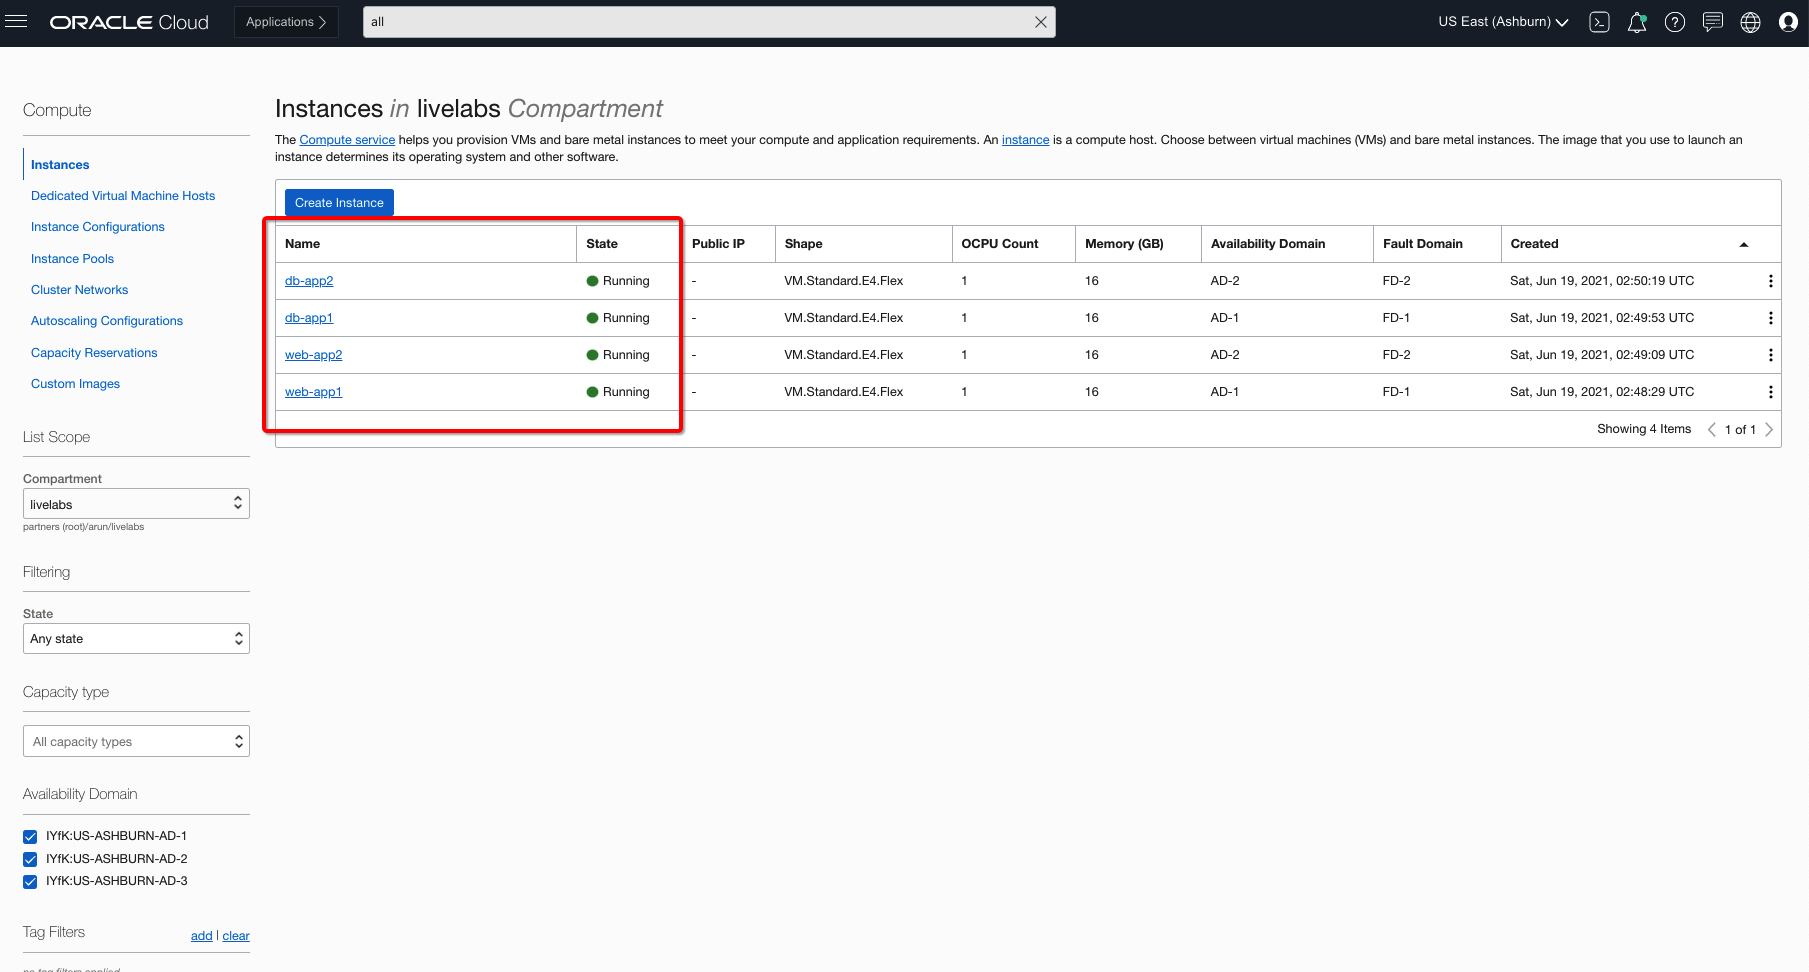 ORACLE Cloud
Applications
all
US East (Ashburn)
Compute
Instances
Dedicated Virtual Machine Hosts
Instance Configurations
Instance Pools
Cluster Networks
Autoscaling Configurations
Capacity Reservations
Custom Images
List Scope
Compartment
livelabs
partners (root)/arun/livelabs
Filtering
State
Any state
Capacity type
All capacity types
Availability Domain
IYfK:US-ASHBURN-AD-1
IYfK:US-ASHBURN-AD-2
IYfK:US-ASHBURN-AD-3
Tag Filters add | clear
no tag filters applied
Instances in livelabs Compartment
The Compute service helps you provision VMs and bare metal instances to meet your compute and application requirements. An instance is a compute host. Choose between virtual machines (VMs) and bare metal instances. The image that you use to launch an
instance determines its operating system and other software.
Create Instance
Name State Public IP Shape OCPU Count Memory (GB) Availability Domain Fault Domain Created
db-app2 Running - VM.Standard.E4.Flex 1 16 AD-2 FD-2 Sat, Jun 19, 2021, 02:50:19 UTC
db-app1 Running - VM.Standard.E4.Flex 1 16 AD-1 FD-1 Sat, Jun 19, 2021, 02:49:53 UTC
web-app2 Running - VM.Standard.E4.Flex 1 16 AD-2 FD-2 Sat, Jun 19, 2021, 02:49:09 UTC
web-app1 Running - VM.Standard.E4.Flex 1 16 AD-1 FD-1 Sat, Jun 19, 2021, 02:48:29 UTC
Showing 4 Items 1 of 1